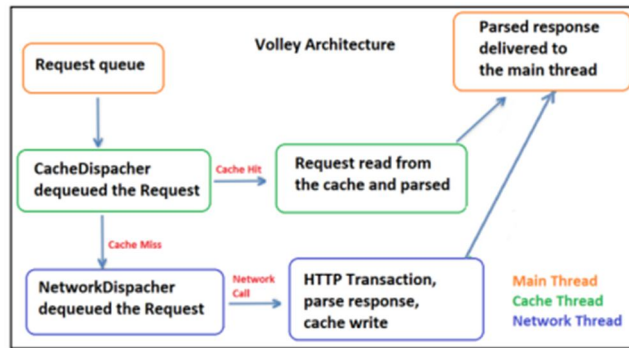 Volley Architecture
Request queue
Parsed response
delivered to
the main thread
CacheDispacher
dequeued the Request
Cache Hit
Request read from
the cache and parsed
Cache Miss
NetworkDispacher
dequeued the Request
Network
Call
HTTP Transaction,
parse response,
cache write
Main Thread
Cache Thread
Network Thread